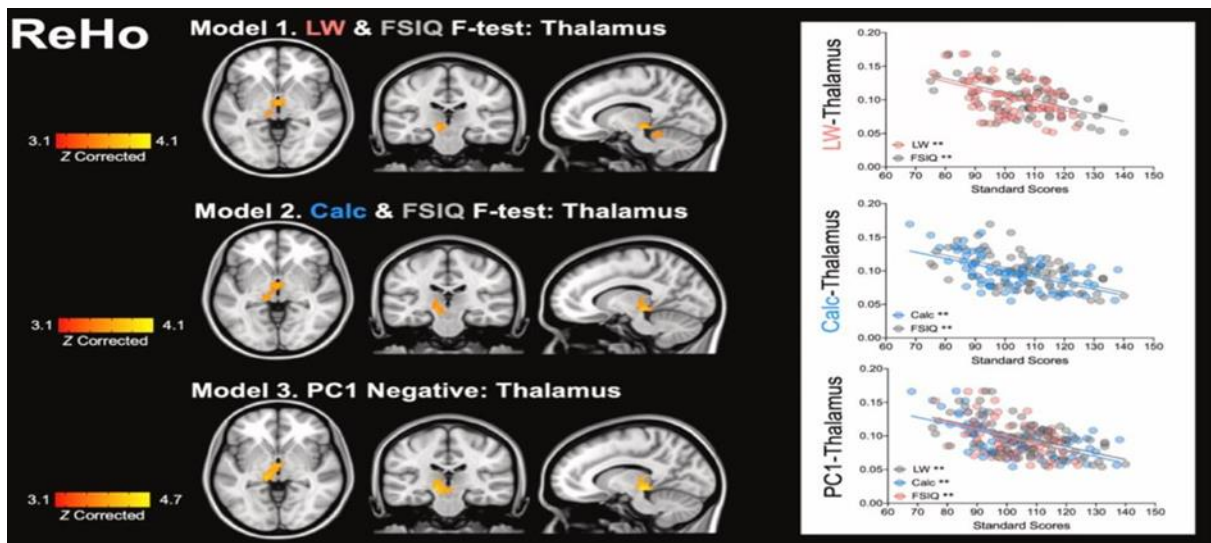 ReHo
Model 1. LW & FSIQ F-test: Thalamus
3.1 4.1
Z Corrected
Model 2. Calc & FSIQ F-test: Thalamus
3.1 4.1
Z Corrected
Model 3. PC1 Negative: Thalamus
3.1 4.7
Z Corrected
LW-Thalamus
0.20
0.15
0.10
0.05
0.00
LW **
FSIQ **
60 70 80 90 100 110 120 130 140 150
Standard Scores
Calc-Thalamus
0.20
0.15
0.10
0.05
0.00
Calc **
FSIQ **
60 70 80 90 100 110 120 130 140 150
Standard Scores
PC1-Thalamus
0.20
0.15
0.10
0.05
0.00
LW **
Calc **
FSIQ **
60 70 80 90 100 110 120 130 140 150
Standard Scores